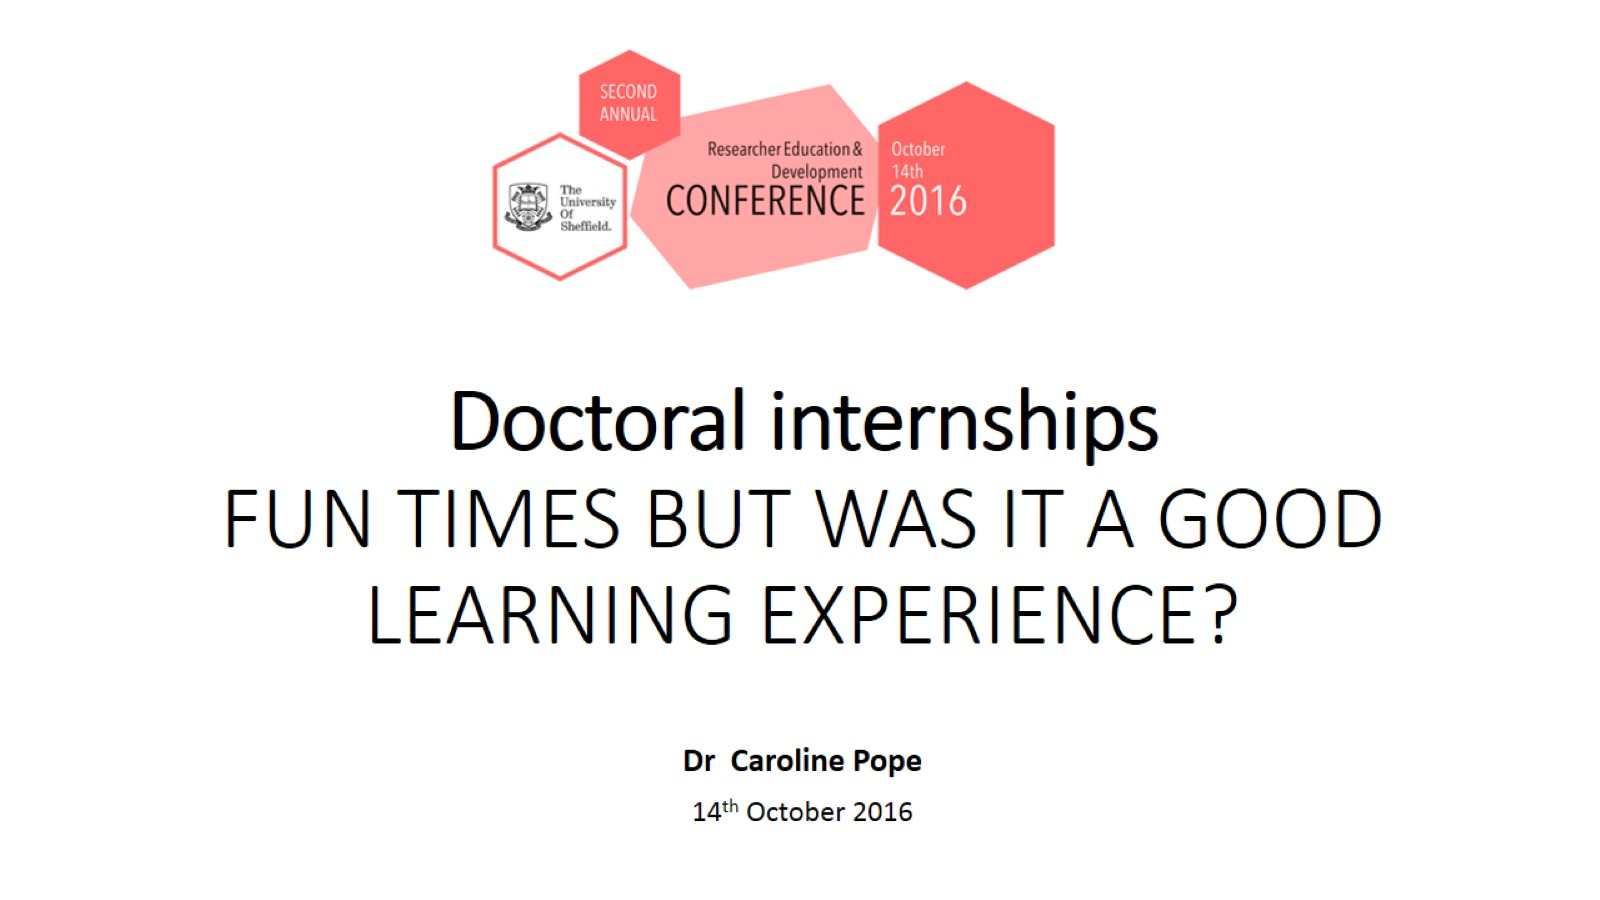 SECOND
ANNUAL
The
University
Of
Sheffield.
Researcher Education &
Development
CONFERENCE
October
14th
2016
Doctoral internships
FUN TIMES BUT WAS IT A GOOD
LEARNING EXPERIENCE?
Dr  Caroline Pope
14th October 2016